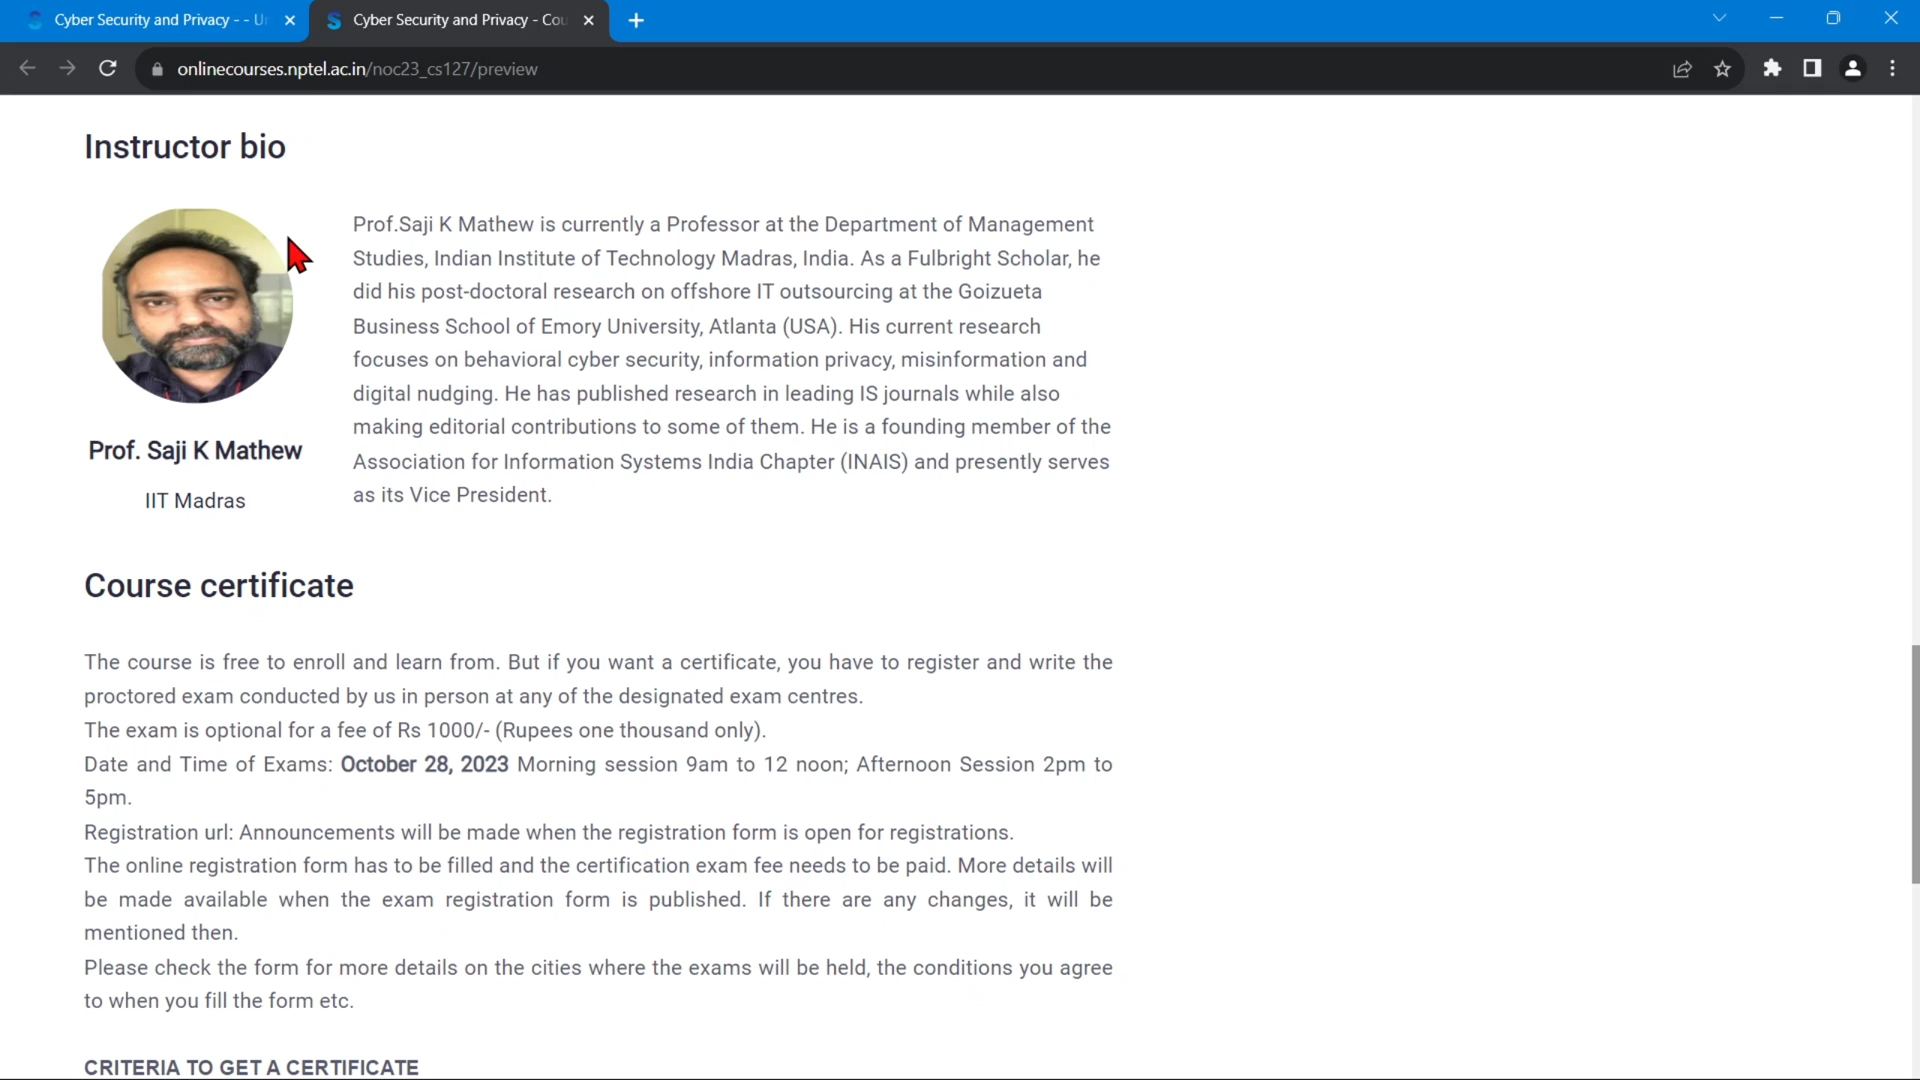 Cyber Security and Privacy - - U
Cyber Security and Privacy - Cou
onlinecourses.nptel.ac.in/noc23_cs127/preview
Instructor bio
Prof.Saji K Mathew is currently a Professor at the Department of Management
Studies, Indian Institute of Technology Madras, India. As a Fulbright Scholar, he
did his post-doctoral research on offshore IT outsourcing at the Goizueta
Business School of Emory University, Atlanta (USA). His current research
focuses on behavioral cyber security, information privacy, misinformation and
digital nudging. He has published research in leading IS journals while also
making editorial contributions to some of them. He is a founding member of the
Association for Information Systems India Chapter (INAIS) and presently serves
as its Vice President.
Prof. Saji K Mathew
IIT Madras
Course certificate
The course is free to enroll and learn from. But if you want a certificate, you have to register and write the
proctored exam conducted by us in person at any of the designated exam centres.
The exam is optional for a fee of Rs 1000/- (Rupees one thousand only).
Date and Time of Exams: October 28, 2023 Morning session 9am to 12 noon; Afternoon Session 2pm to
5pm.
Registration url: Announcements will be made when the registration form is open for registrations.
The online registration form has to be filled and the certification exam fee needs to be paid. More details will
be made available when the exam registration form is published. If there are any changes, it will be
mentioned then.
Please check the form for more details on the cities where the exams will be held, the conditions you agree
to when you fill the form etc.
CRITERIA TO GET A CERTIFICATE